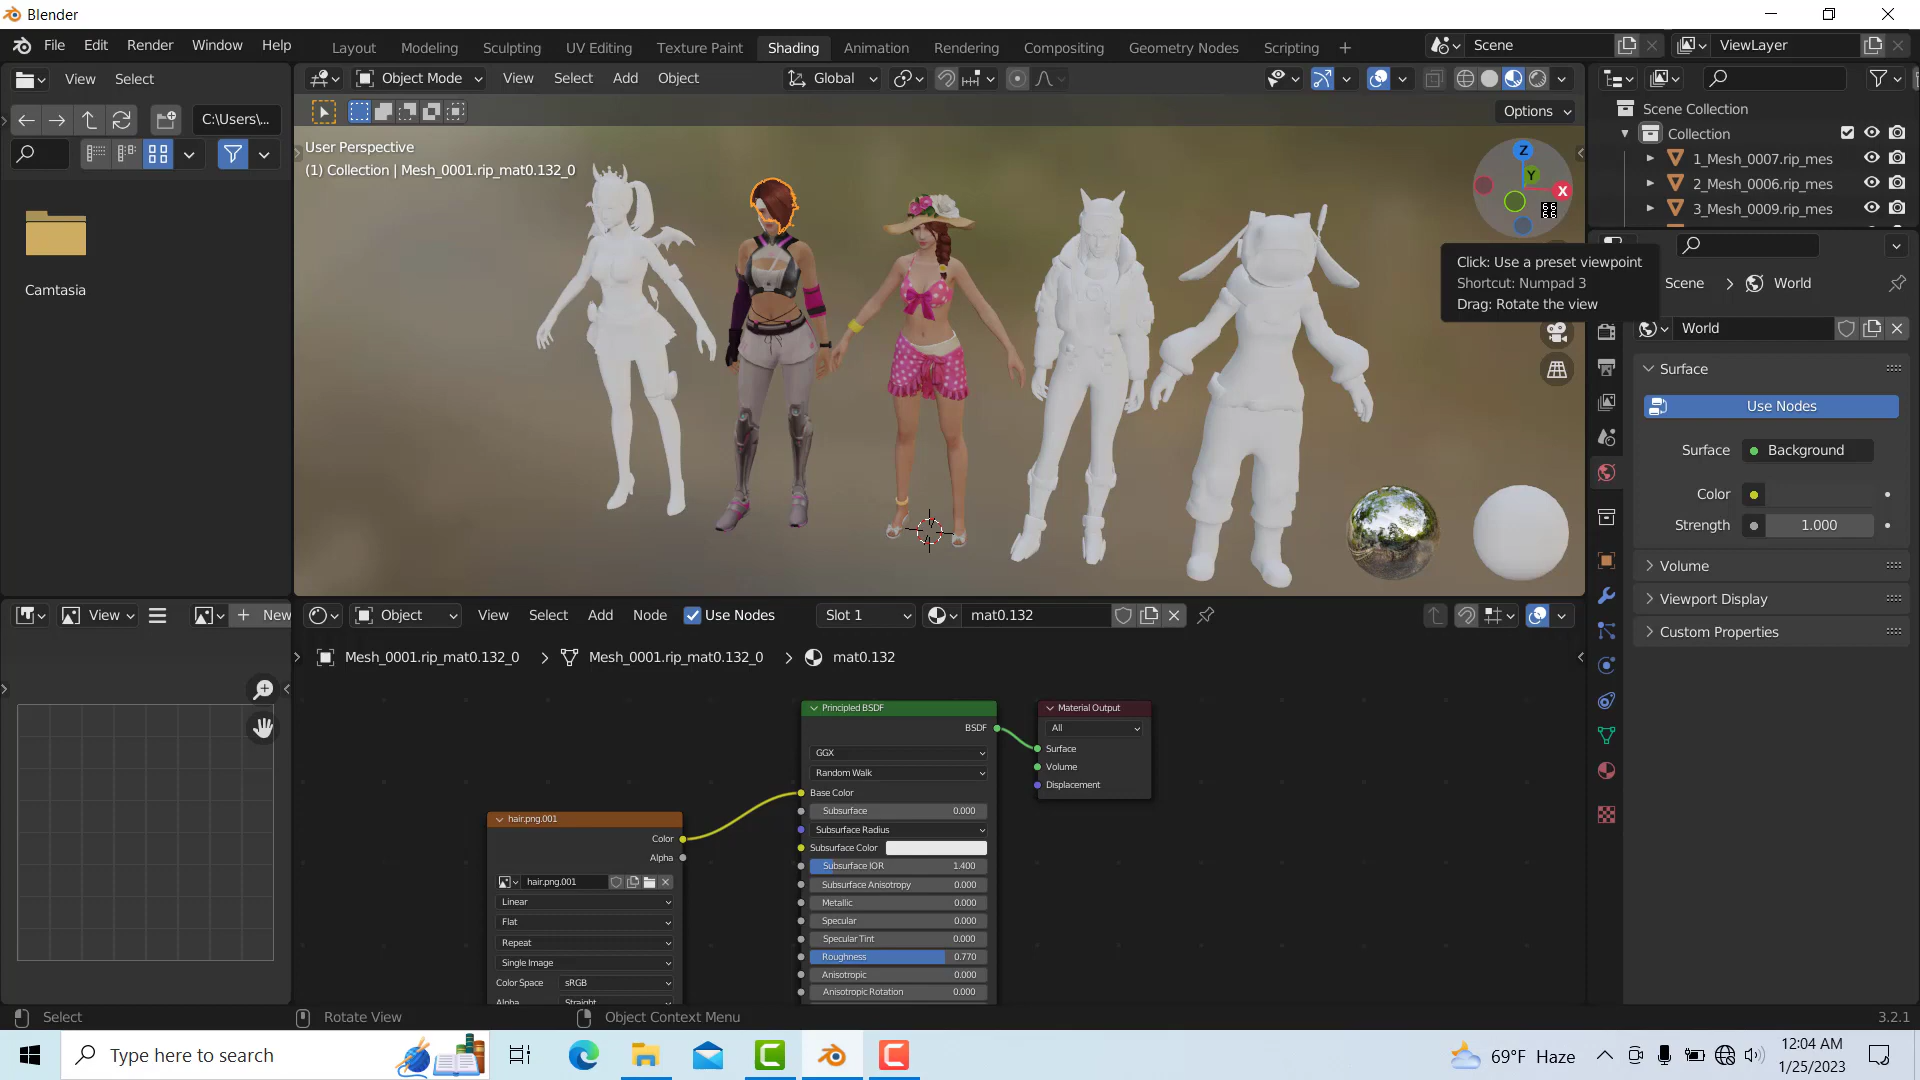 Blender
File Edit Render Window Help
Layout Modeling Sculpting UV Editing Texture Paint Shading Animation Rendering Compositing Geometry Nodes Scripting +
Scene
ViewLayer
View Select
Object Mode View Select Add Object
Global
C:\Users\...
Options
User Perspective
(1) Collection | Mesh_0001.rip_mat0.132_0
Z
Y
X
Scene Collection
Collection
1_Mesh_0007.rip_mes
2_Mesh_0006.rip_mes
3_Mesh_0009.rip_mes
Camtasia
Click: Use a preset viewpoint
Shortcut: Numpad 3
Drag: Rotate the view
Scene > World
World
Surface
Use Nodes
Surface Background
Color
Strength 1.000
Volume
Viewport Display
Custom Properties
View
+ New
Object View Select Add Node Use Nodes
Slot 1
mat0.132
Mesh_0001.rip_mat0.132_0 > Mesh_0001.rip_mat0.132_0 > mat0.132
hair.png.001
Color
Alpha
hair.png.001
Linear
Flat
Repeat
Single Image
Color Space sRGB
Alpha Straight
Principled BSDF
BSDF
GGX
Random Walk
Base Color
Subsurface 0.000
Subsurface Radius
Subsurface Color
Subsurface IOR 1.400
Subsurface Anisotropy 0.000
Metallic 0.000
Specular 0.000
Specular Tint 0.000
Roughness 0.770
Anisotropic 0.000
Anisotropic Rotation 0.000
Material Output
All
Surface
Volume
Displacement
Select
Rotate View
Object Context Menu
3.2.1
Type here to search
69°F Haze
12:04 AM
1/25/2023